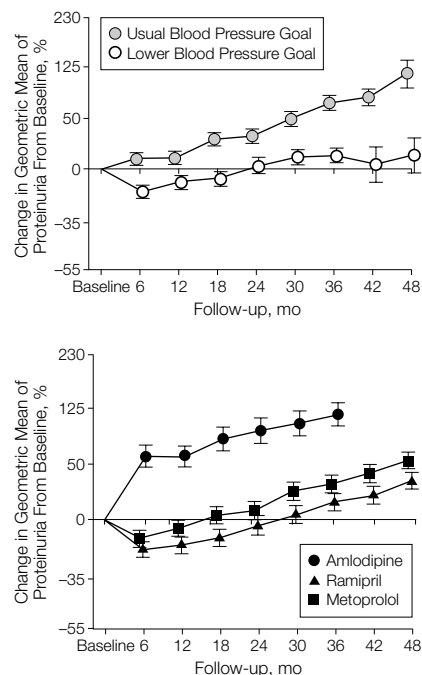 Change in Geometric Mean of
Proteinuria From Baseline, %
230
125
50
0
−35
−55
Usual Blood Pressure Goal
Lower Blood Pressure Goal
Baseline 6 12 18 24 30 36 42 48
Follow-up, mo
Change in Geometric Mean of
Proteinuria From Baseline, %
230
125
50
0
−35
−55
Amlodipine
Ramipril
Metoprolol
Baseline 6 12 18 24 30 36 42 48
Follow-up, mo